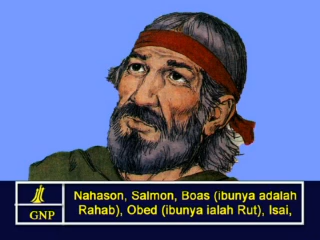 Nahason, Salmon, Boas (ibunya adalah
Rahab), Obed (ibunya ialah Rut), Isai,
GNP